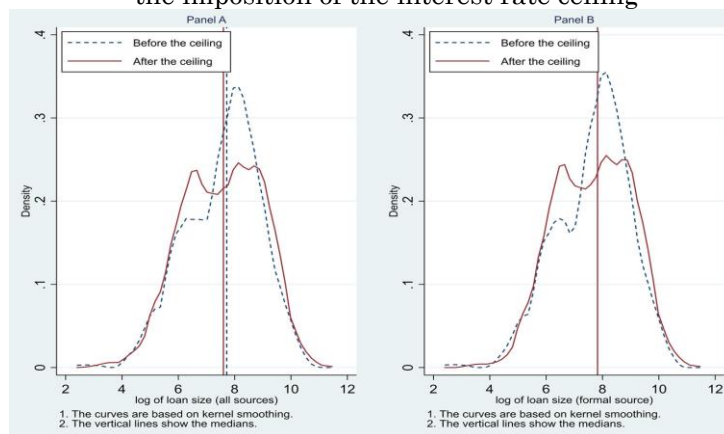 the imposition of the interest rate ceiling
Panel A
Before the ceiling
After the ceiling
.4
.3
.2
.1
0
Density
2 4 6 8 10 12
log of loan size (all sources)
1. The curves are based on kernel smoothing.
2. The vertical lines show the medians.
Panel B
Before the ceiling
After the ceiling
.4
.3
.2
.1
0
Density
2 4 6 8 10 12
log of loan size (formal source)
1. The curves are based on kernel smoothing.
2. The vertical lines show the medians.